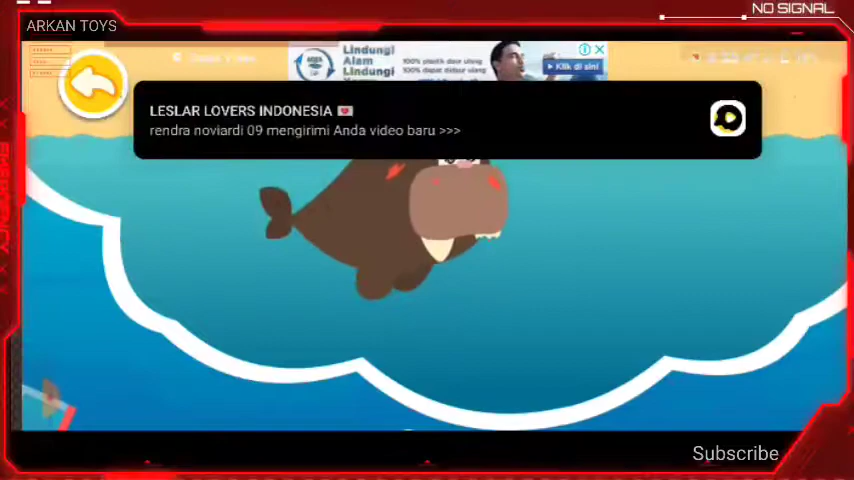 NO SIGNAL
ARKAN TOYS
Lindungi
Alam
Lindungi
100% plastik daur ulang
100% dapat didaur ulang
Klik di sini
LESLAR LOVERS INDONESIA 💌
rendra noviardi 09 mengirimi Anda video baru >>>
Subscribe